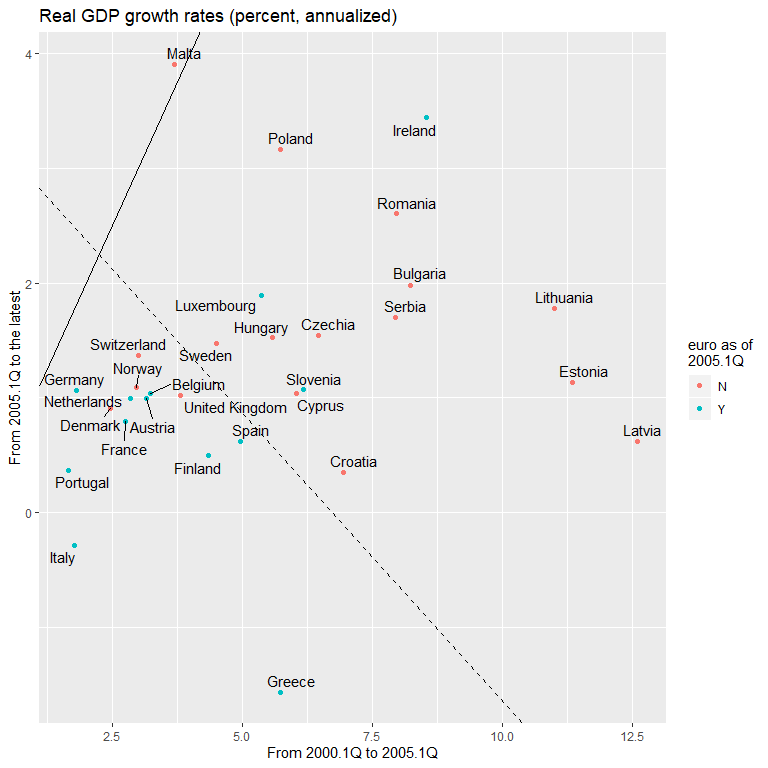 Real GDP growth rates (percent, annualized)
Malta
4
Poland
Ireland
Romania
Bulgaria
2
Lithuania
Luxembourg
Serbia
Hungary
Czechia
Switzerland
Sweden
Norway
Germany
Belgium
Slovenia
Estonia
Netherlands
United Kingdom
Cyprus
Denmark
Austria
Spain
Latvia
France
Finland
Croatia
Portugal
0
Italy
Greece
2.5
5.0
7.5
10.0
12.5
From 2000.1Q to 2005.1Q
From 2005.1Q to the latest
euro as of
2005.1Q
N
Y